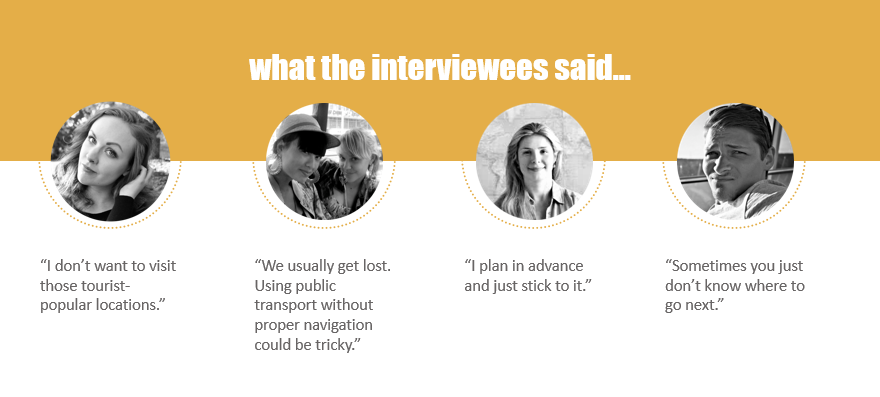 what the interviewees said...
“I don’t want to visit
those tourist-
popular locations.”
“We usually get lost.
Using public
transport without
proper navigation
could be tricky.”
“I plan in advance
and just stick to it.”
“Sometimes you just
don’t know where to
go next.”